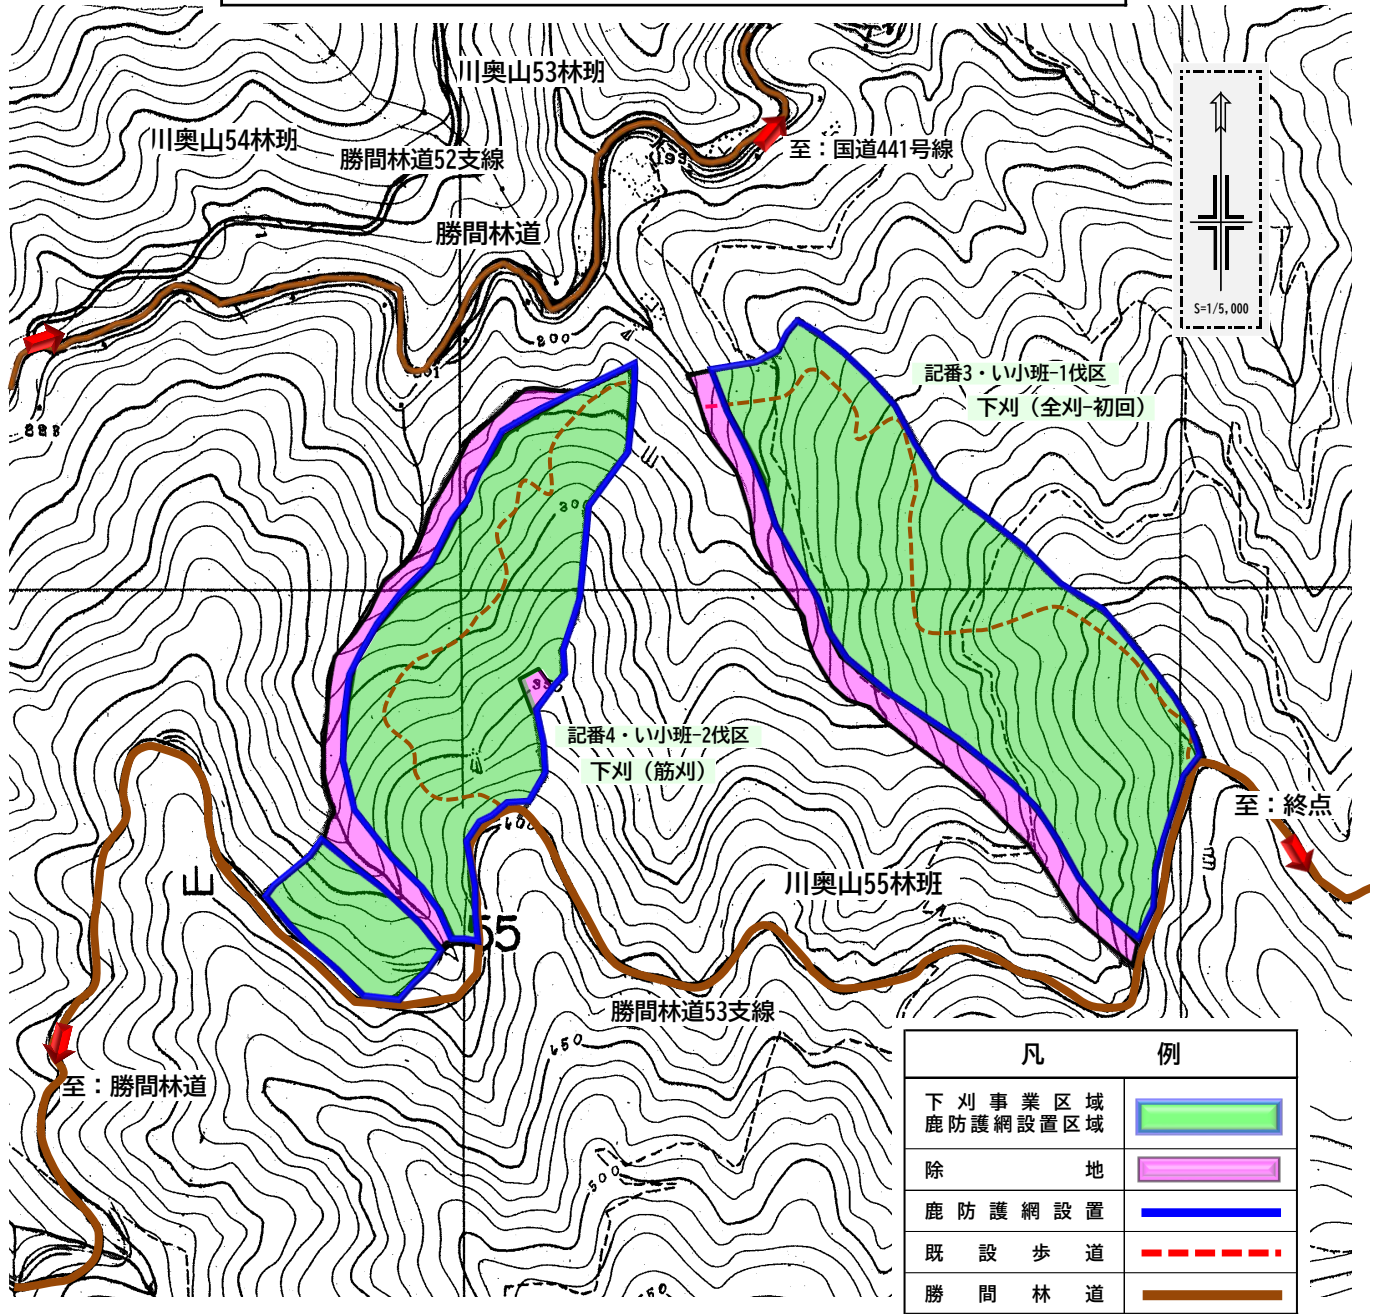 川奥山53林班
川奥山54林班
勝間林道52支線
至：国道441号線
勝間林道
S=1/5,000
200
記番3・い小班-1伐区
下刈（全刈-初回）
山
30
記番4・い小班-2伐区
下刈（筋刈）
至：終点
400
川奥山55林班
山
55
勝間林道53支線
450
至：勝間林道
500
凡例
下刈事業区域
鹿防護網設置区域
除地
鹿防護網設置
既設歩道
勝間林道